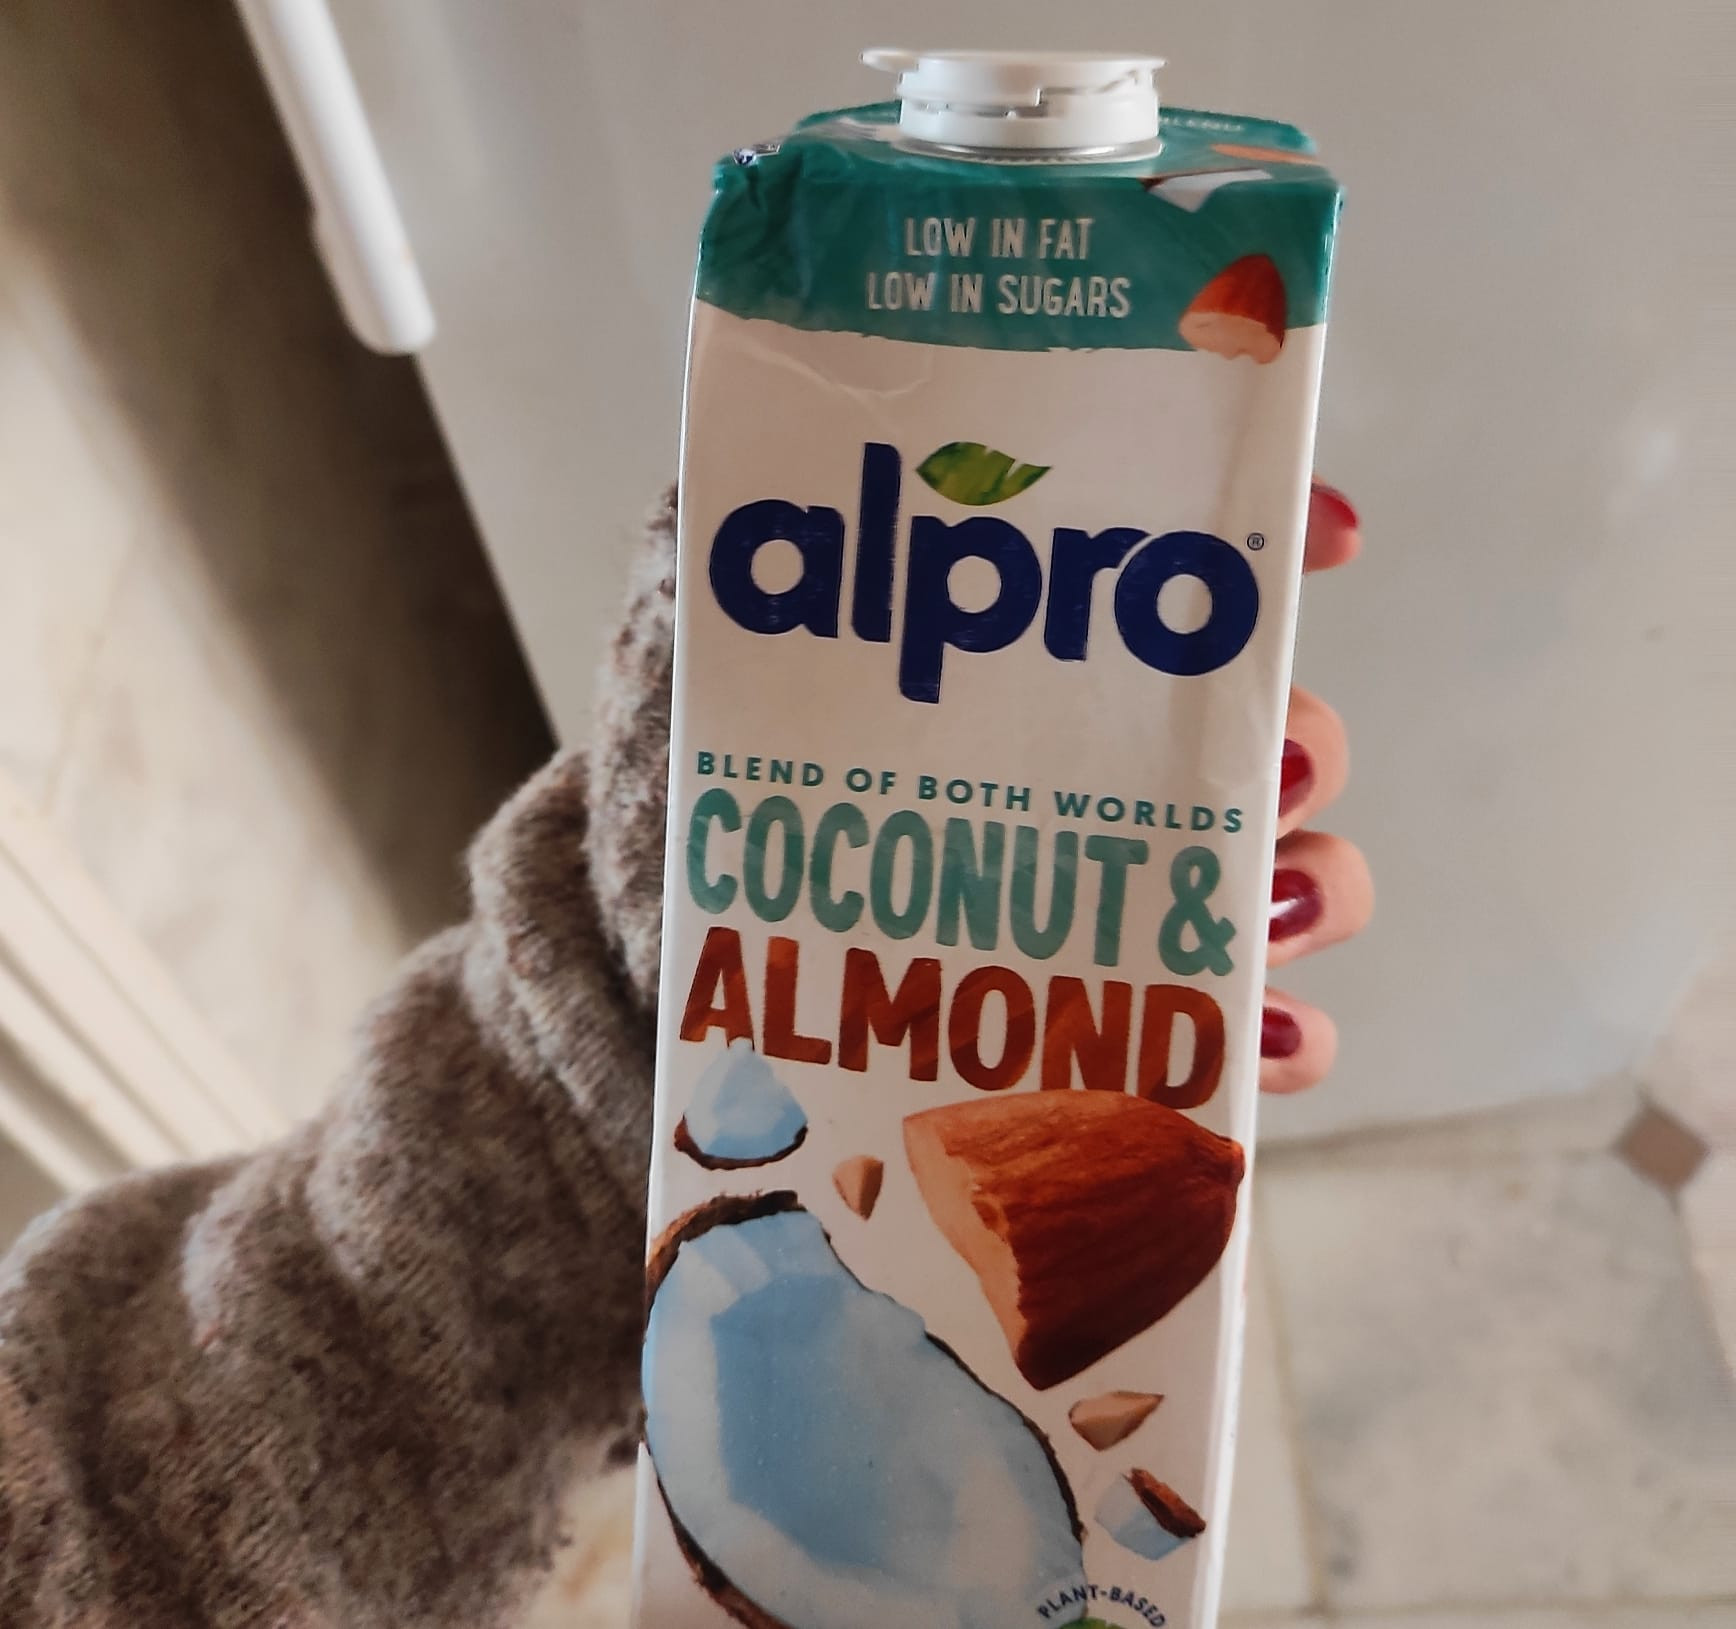 LOW IN FAT
LOW IN SUGARS
alpro®
BLEND OF BOTH WORLDS
COCONUT &
ALMOND
PLANT-BASED